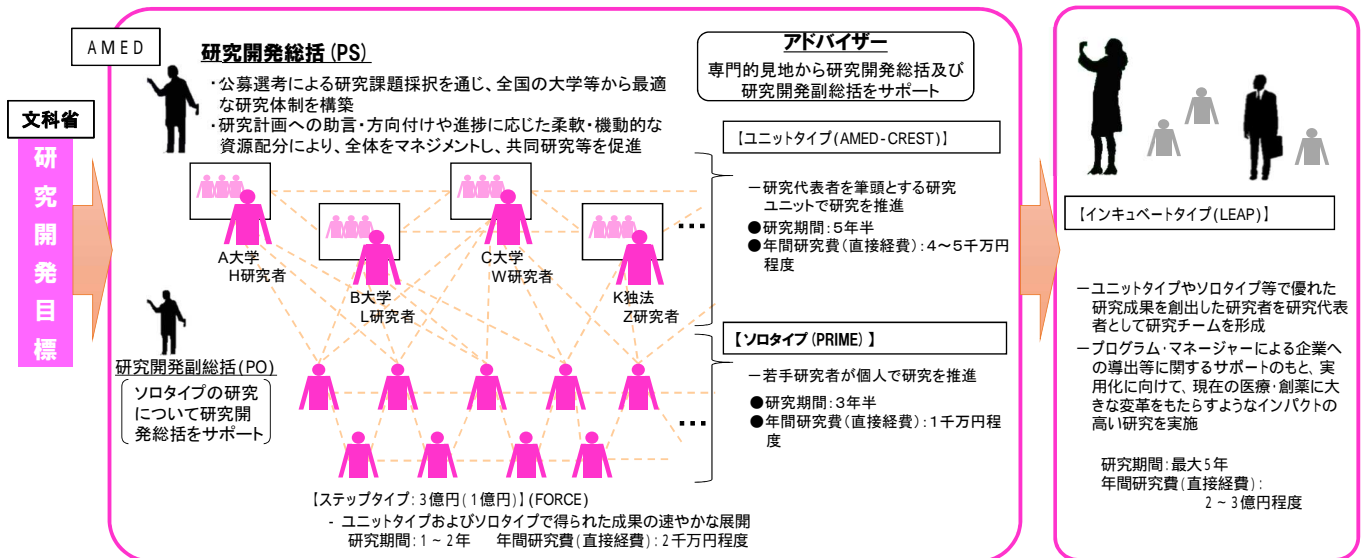 AMED
文科省
研究開発目標
研究開発総括(PS)
・公募選考による研究課題採択を通じ、全国の大学等から最適
な研究体制を構築
・研究計画への助言・方向付けや進捗に応じた柔軟・機動的な
資源配分により、全体をマネジメントし、共同研究等を促進
アドバイザー
専門的見地から研究開発総括及び
研究開発副総括をサポート
A大学
H研究者
B大学
L研究者
C大学
W研究者
K独法
Z研究者
…
【ユニットタイプ(AMED-CREST)】
－研究代表者を筆頭とする研究
ユニットで研究を推進
●研究期間:5年半
●年間研究費(直接経費):4～5千万円
程度
研究開発副総括(PO)
ソロタイプの研究
について研究開
発総括をサポート
…
【ソロタイプ(PRIME)】
－若手研究者が個人で研究を推進
●研究期間:3年半
●年間研究費(直接経費):1千万円程
度
【ステップタイプ:3億円(1億円)】(FORCE)
- ユニットタイプおよびソロタイプで得られた成果の速やかな展開
研究期間:1～2年 年間研究費(直接経費):2千万円程度
【インキュベートタイプ(LEAP)】
－ユニットタイプやソロタイプ等で優れた
研究成果を創出した研究者を研究代表
者として研究チームを形成
－プログラム・マネージャーによる企業へ
の導出等に関するサポートのもと、実
用化に向けて、現在の医療・創薬に大
きな変革をもたらすようなインパクトの
高い研究を実施
研究期間:最大5年
年間研究費(直接経費):
2～3億円程度